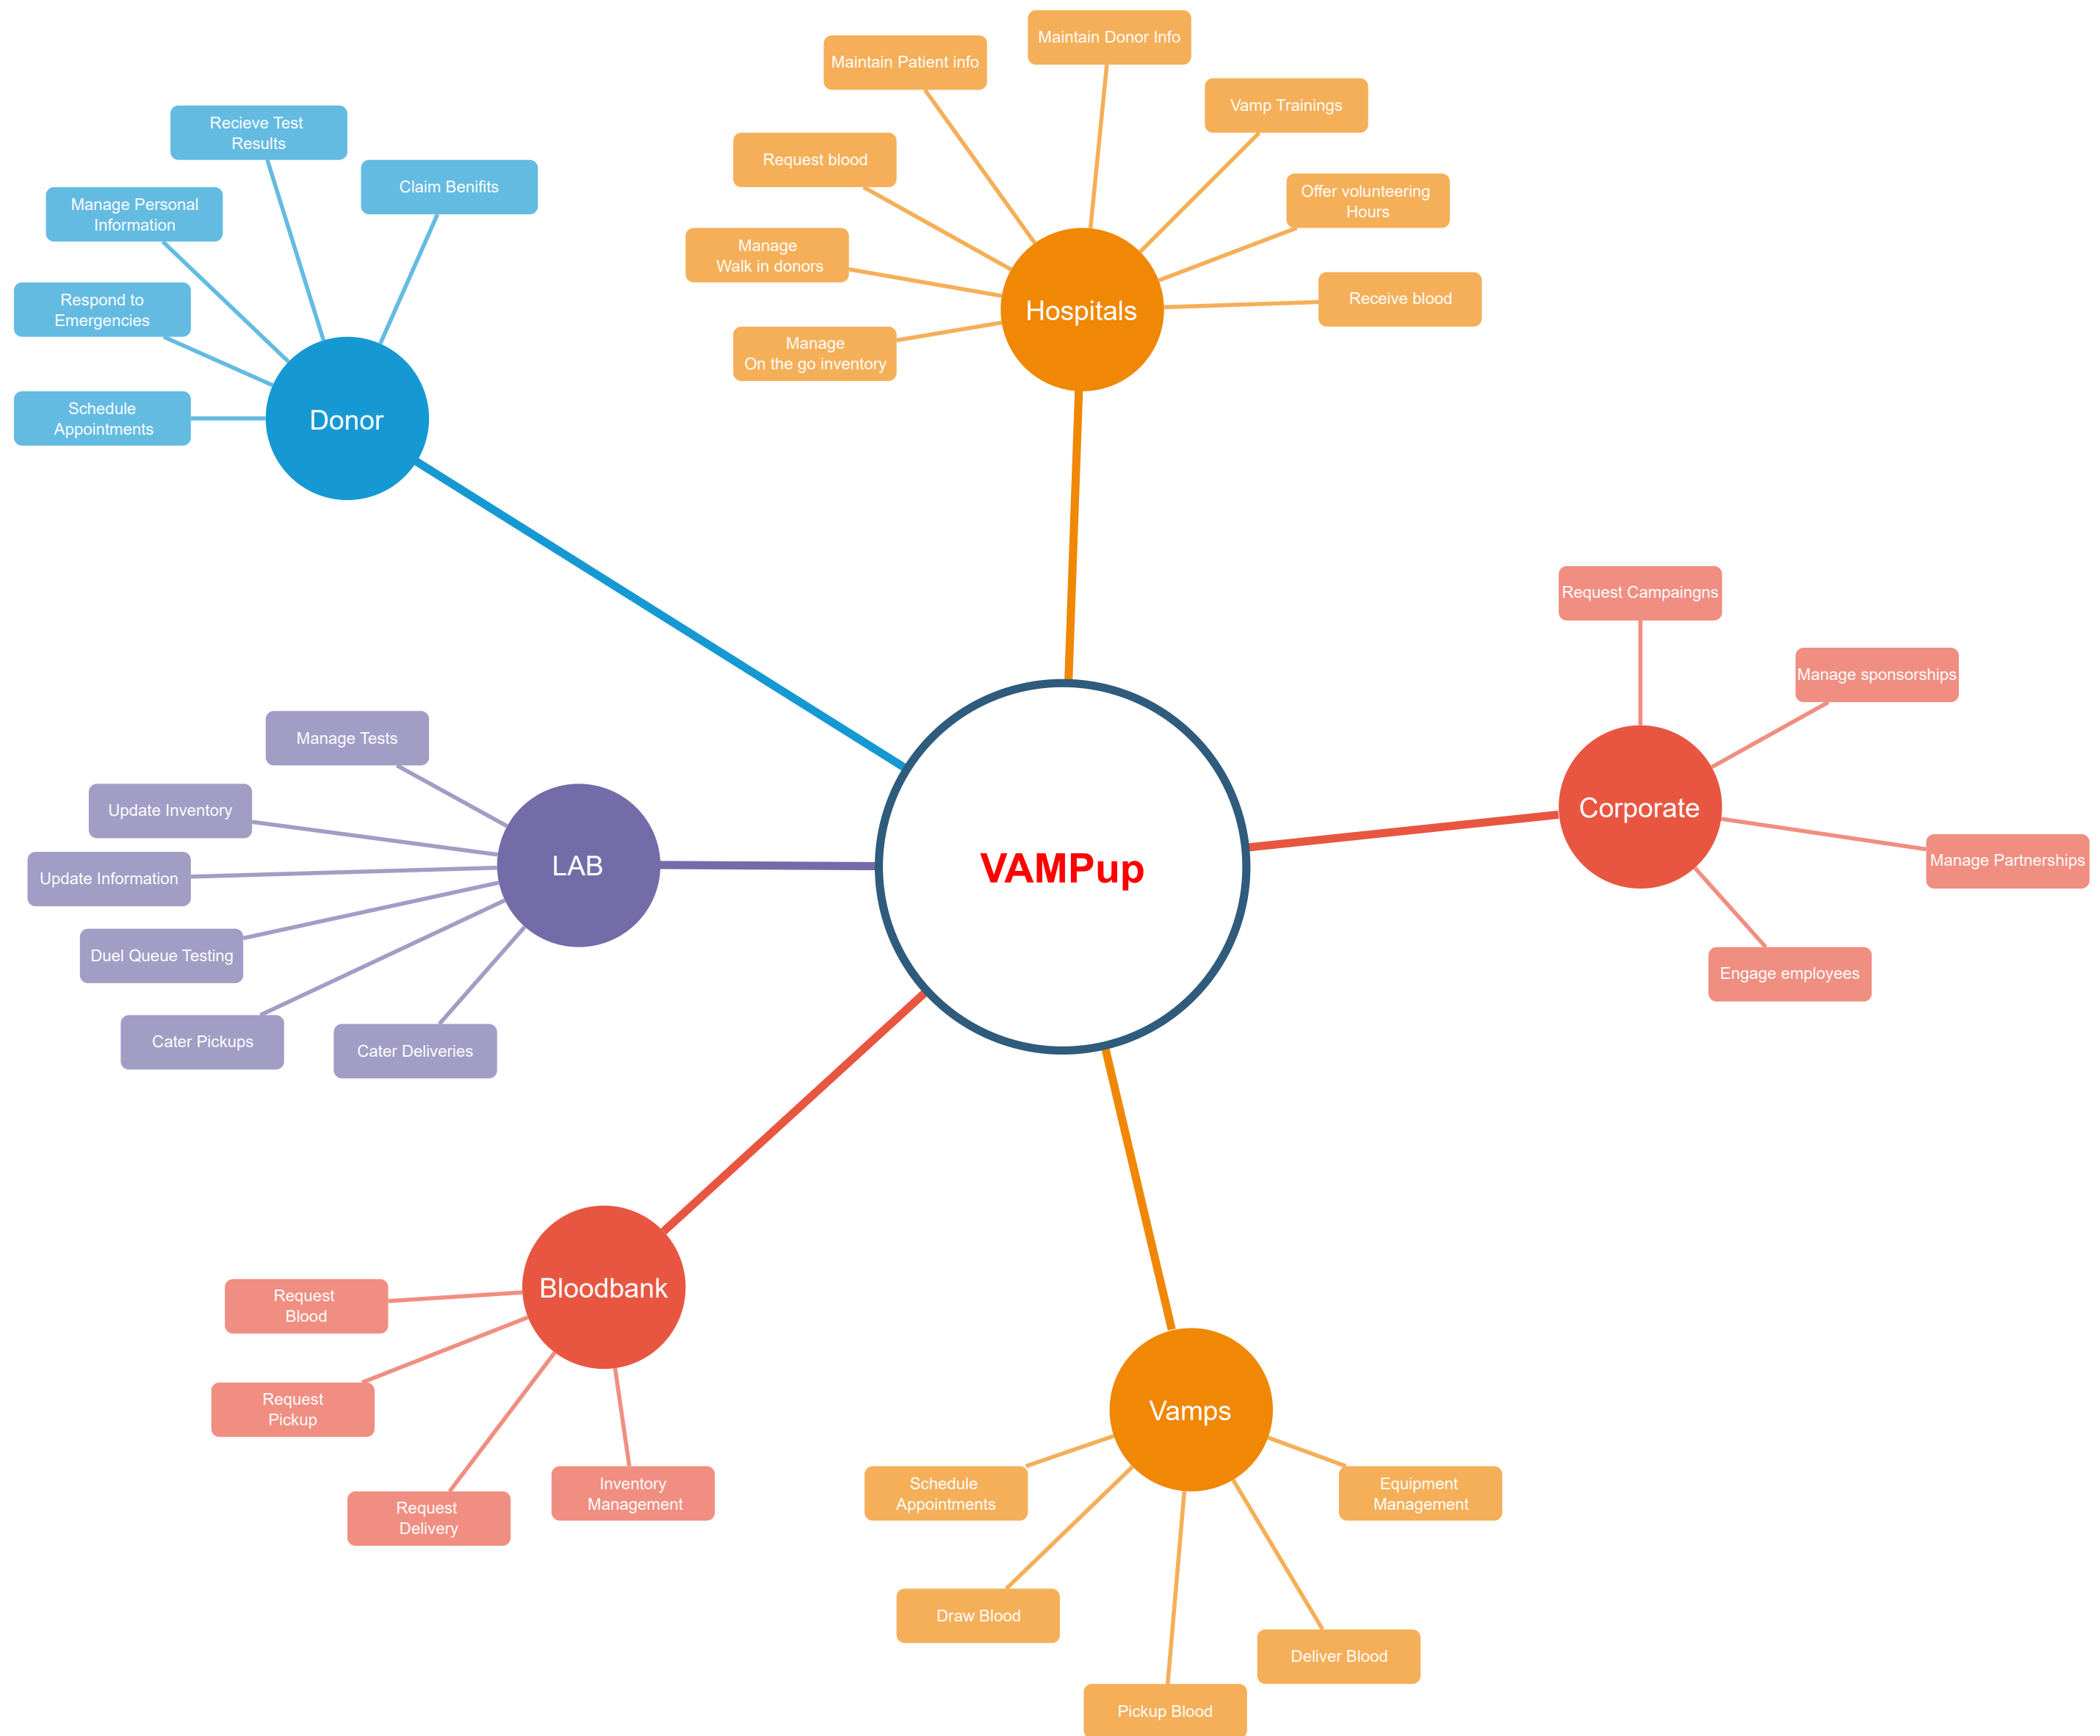 Maintain Donor Info
Maintain Patient info
Vamp Trainings
Request blood
Offer volunteering
Hours
Manage
Walk in donors
Receive blood
Manage
On the go inventory
Hospitals
Recieve Test
Results
Claim Benifits
Manage Personal
Information
Respond to
Emergencies
Schedule
Appointments
Donor
Request Campaingns
Manage sponsorships
Corporate
Manage Partnerships
Engage employees
VAMPup
Manage Tests
Update Inventory
LAB
Update Information
Duel Queue Testing
Cater Pickups
Cater Deliveries
Bloodbank
Request
Blood
Request
Pickup
Request
Delivery
Inventory
Management
Vamps
Schedule
Appointments
Equipment
Management
Draw Blood
Deliver Blood
Pickup Blood